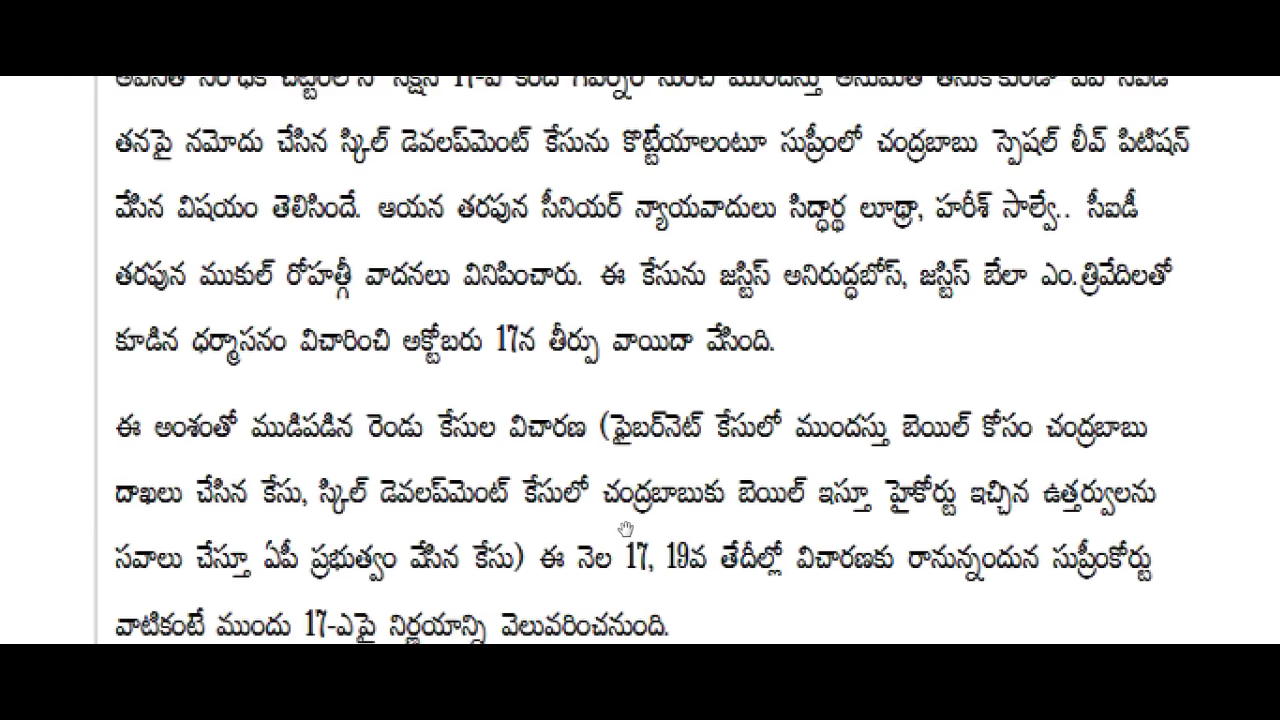 తనపై నమోదు చేసిన స్కిల్ డెవలప్‌మెంట్ కేసును కొట్టేయాలంటూ సుప్రీంలో చంద్రబాబు స్పెషల్ లీవ్ పిటిషన్
వేసిన విషయం తెలిసిందే. ఆయన తరఫున సీనియర్ న్యాయవాదులు సిద్ధార్థ లూథ్రా, హరీశ్ సాల్వే.. సీఐడీ
తరఫున ముకుల్ రోహత్గీ వాదనలు వినిపించారు. ఈ కేసును జస్టిస్ అనిరుద్ధబోస్, జస్టిస్ బేలా ఎం.త్రివేదిలతో
కూడిన ధర్మాసనం విచారించి అక్టోబరు 17న తీర్పు వాయిదా వేసింది.
ఈ అంశంతో ముడిపడిన రెండు కేసుల విచారణ (ఫైబర్‌నెట్ కేసులో ముందస్తు బెయిల్ కోసం చంద్రబాబు
దాఖలు చేసిన కేసు, స్కిల్ డెవలప్‌మెంట్ కేసులో చంద్రబాబుకు బెయిల్ ఇస్తూ హైకోర్టు ఇచ్చిన ఉత్తర్వులను
సవాలు చేస్తూ ఏపీ ప్రభుత్వం వేసిన కేసు) ఈ నెల 17, 19వ తేదీల్లో విచారణకు రానున్నందున సుప్రీంకోర్టు
వాటికంటే ముందు 17-ఎపై నిర్ణయాన్ని వెలువరించనుంది.